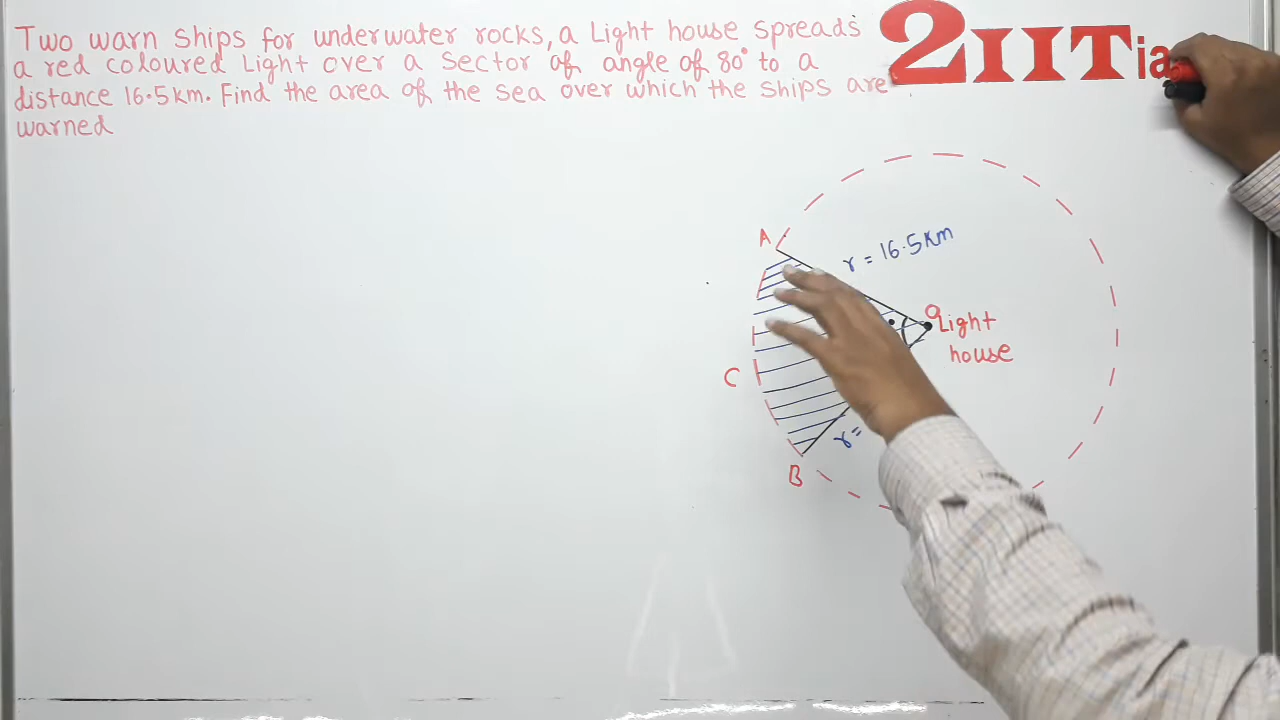 Two warn ships for underwater rocks, a Light house spreads
a red coloured Light over a sector of angle of 80° to a
distance 16.5km. Find the area of the sea over which the ships are
warned
2IITia
A
r = 16.5km
O
Light
house
C
r=
B